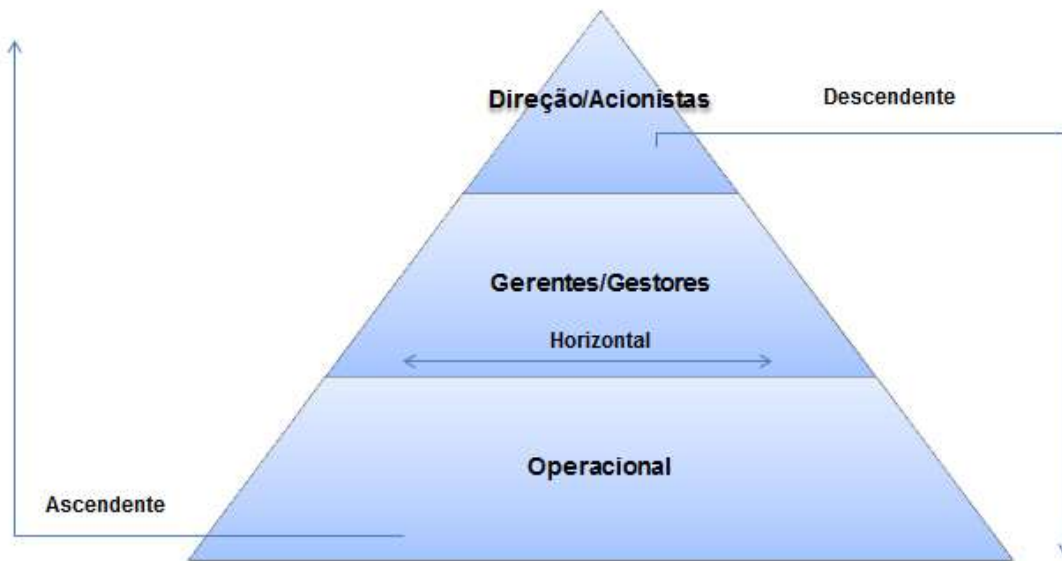 Direção/Acionistas
Descendente
Gerentes/Gestores
Horizontal
Operacional
Ascendente